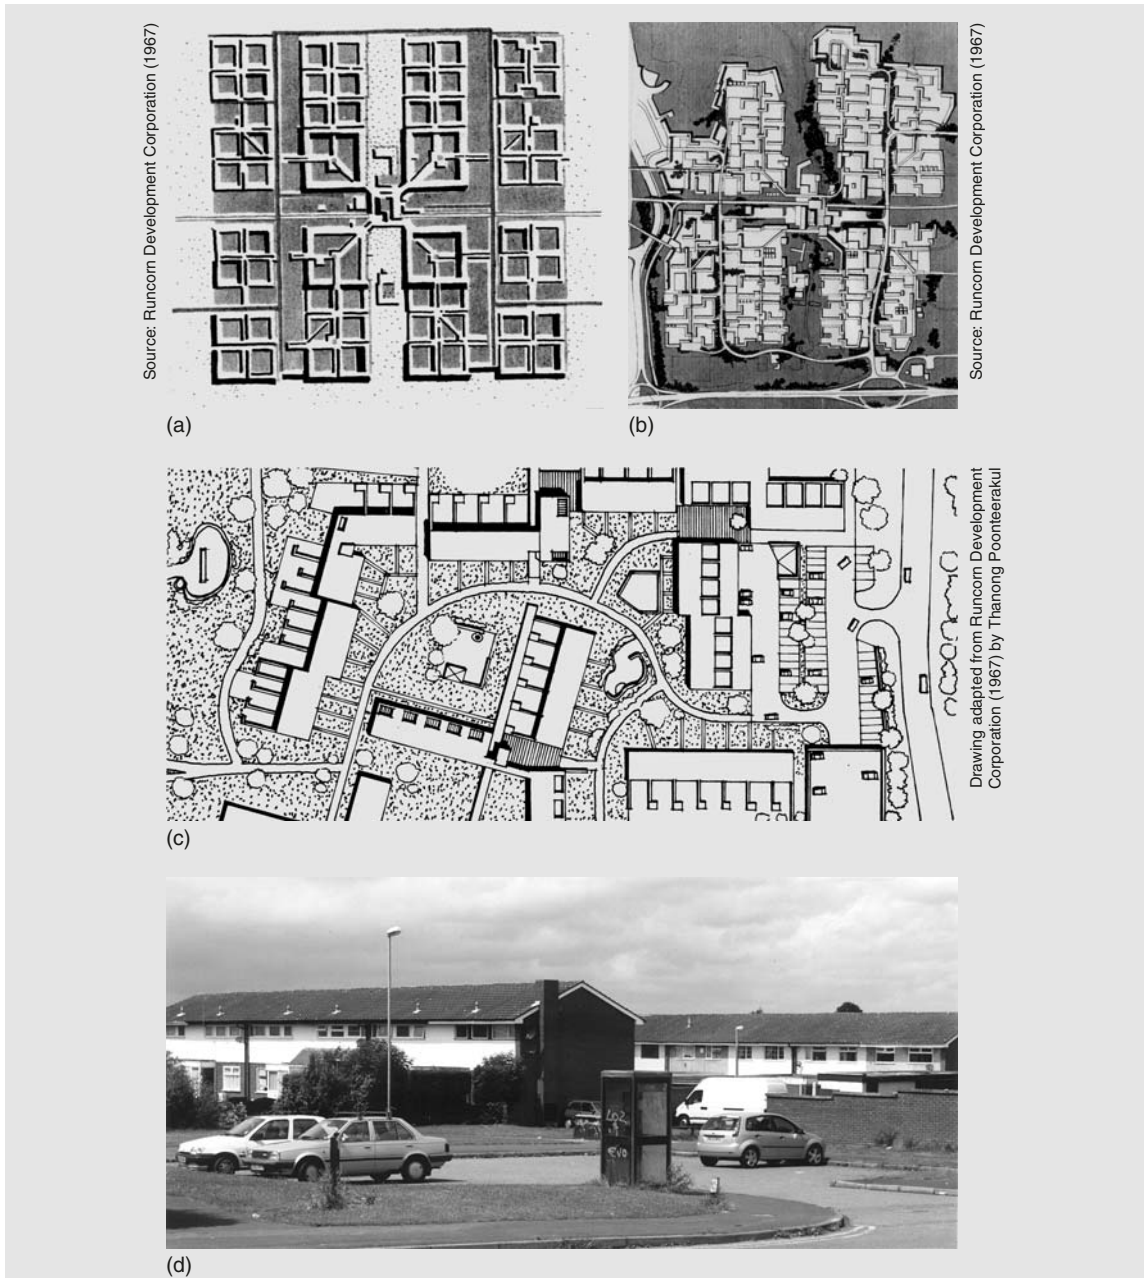 Source: Runcorn Development Corporation (1967)
Source: Runcorn Development Corporation (1967)
(a)
(b)
Drawing adapted from Runcorn Development
Corporation (1967) by Thanong Poonteerakul
(c)
EVO
(d)